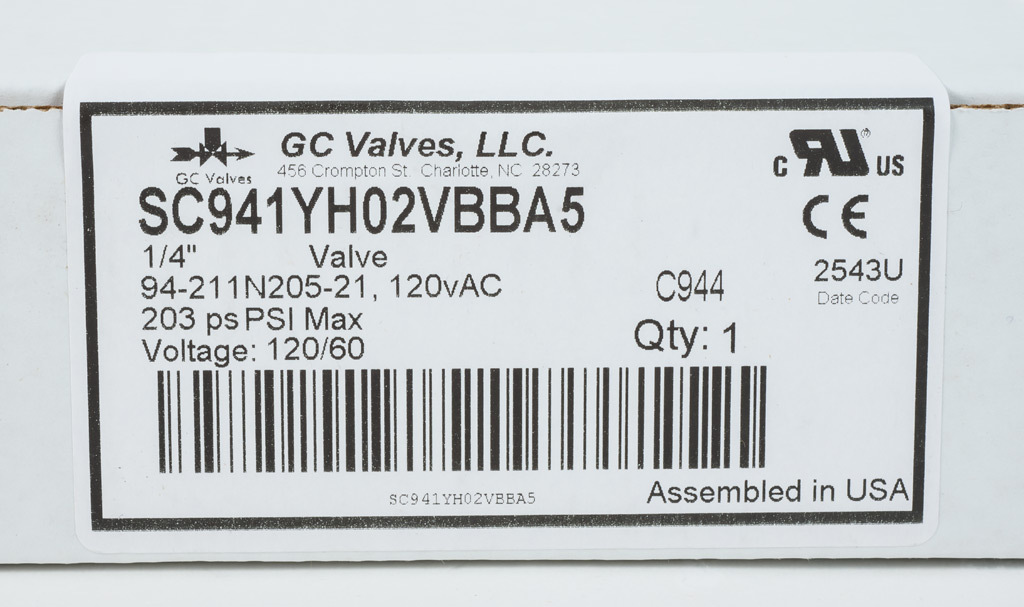 GC Valves, LLC.
456 Crompton St. Charlotte, NC 28273
GC Valves
SC941YH02VBBA5
1/4" Valve
94-211N205-21, 120vAC
203 ps PSI Max
Voltage: 120/60
C944
Qty: 1
C RU® US
CE
2543U
Date Code
SC941YH02VBBA5
Assembled in USA